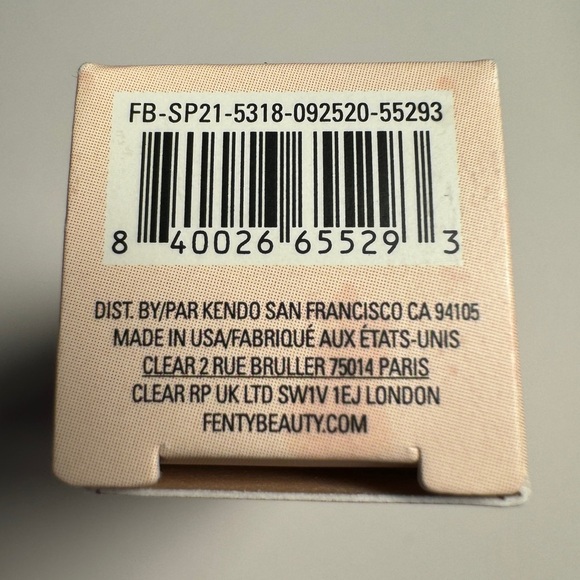 FB-SP21-5318-092520-55293
8 40026 65529 3
DIST. BY/PAR KENDO SAN FRANCISCO CA 94105
MADE IN USA/FABRIQUÉ AUX ÉTATS-UNIS
CLEAR 2 RUE BRULLER 75014 PARIS
CLEAR RP UK LTD SW1V 1EJ LONDON
FENTYBEAUTY.COM